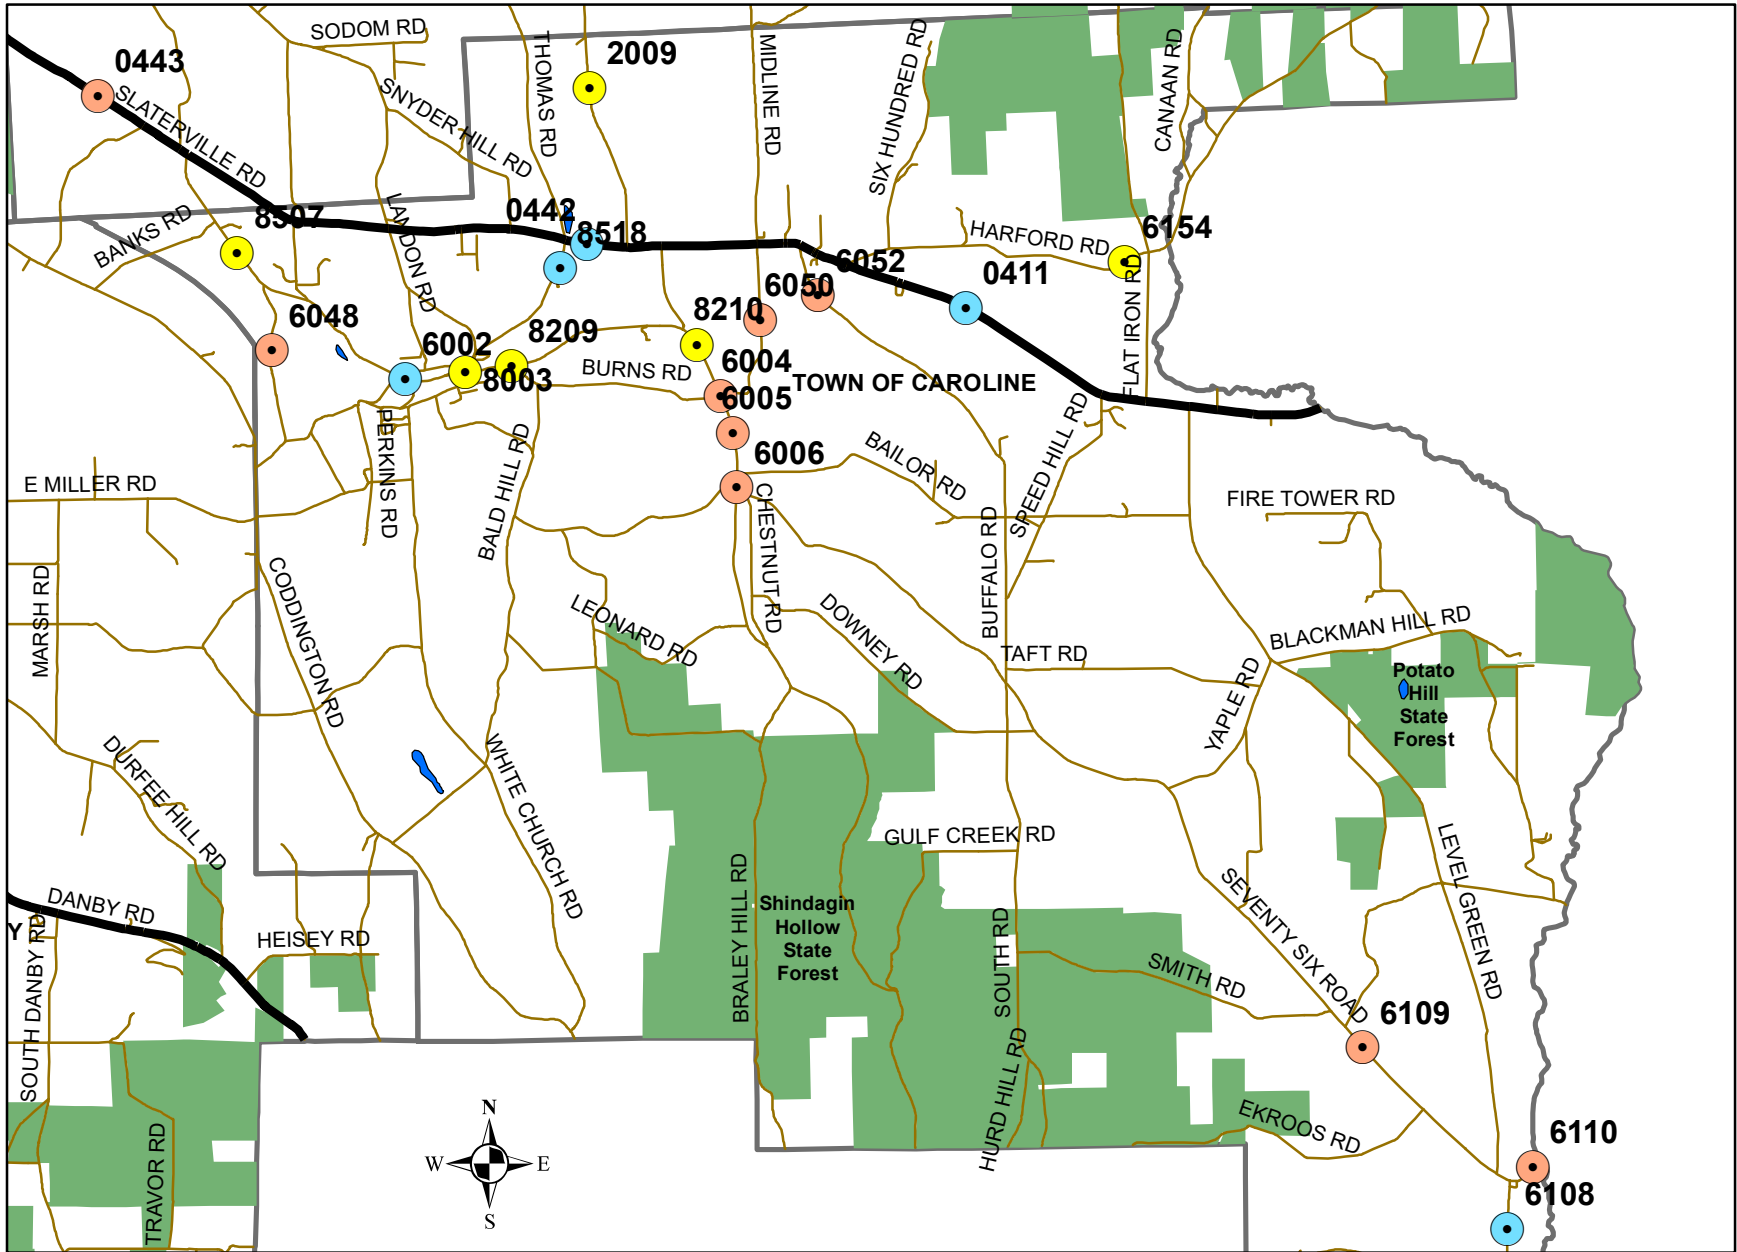 SODOM RD
0443
THOMAS RD
2009
MIDLINE RD
SIX HUNDRED RD
CANAAN RD
SLATERVILLE RD
SNYDER HILL RD
BANKS RD
8507
LANDON RD
0442
8518
6052
HARFORD RD
6154
0411
6050
FLAT IRON RD
6048
6002
8209
8210
8003
BURNS RD
6004
TOWN OF CAROLINE
6005
PERKINS RD
BALD HILL RD
6006
BAILOR RD
SPEED HILL RD
E MILLER RD
FIRE TOWER RD
CHESTNUT RD
BUFFALO RD
MARSH RD
CODDINGTON RD
LEONARD RD
DOWNEY RD
TAFT RD
BLACKMAN HILL RD
YAPLE RD
Potato
Hill
State
Forest
DURFEE HILL RD
WHITE CHURCH RD
GULF CREEK RD
LEVEL GREEN RD
BRALEY HILL RD
SEVENTY SIX ROAD
DANBY RD
Y
SOUTH DANBY RD
HEISEY RD
Shindagin
Hollow
State
Forest
SOUTH RD
SMITH RD
6109
HURD HILL RD
EKROOS RD
TRAVOR RD
N
W
E
S
6110
6108